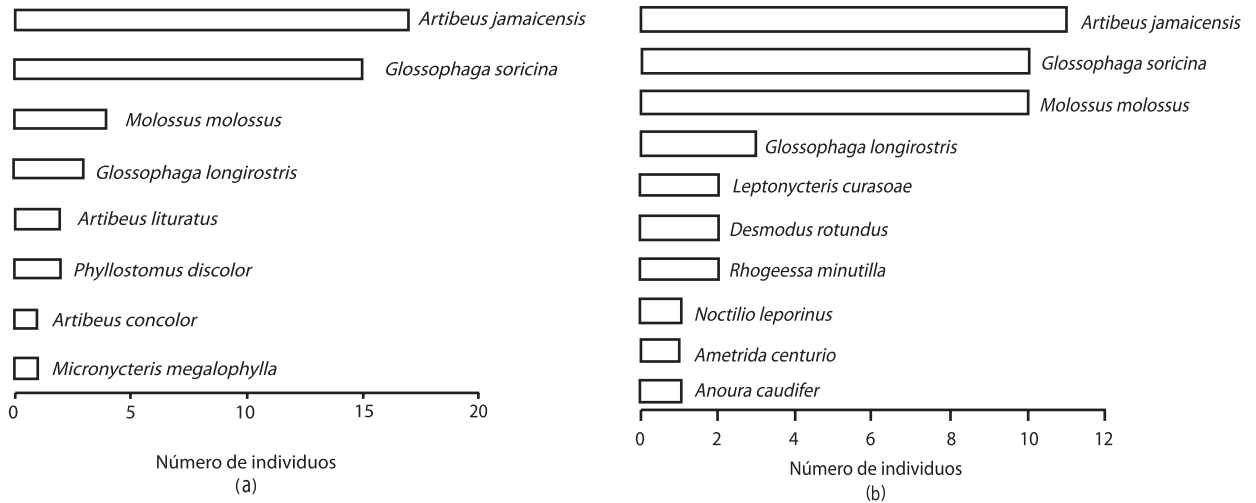 Artibeus jamaicensis
Glossophaga soricina
Molossus molossus
Glossophaga longirostris
Artibeus lituratus
Phyllostomus discolor
Artibeus concolor
Micronycteris megalophylla
0 5 10 15 20
Número de individuos
(a)
Artibeus jamaicensis
Glossophaga soricina
Molossus molossus
Glossophaga longirostris
Leptonycteris curasoae
Desmodus rotundus
Rhogeessa minutilla
Noctilio leporinus
Ametrida centurio
Anoura caudifer
0 2 4 6 8 10 12
Número de individuos
(b)